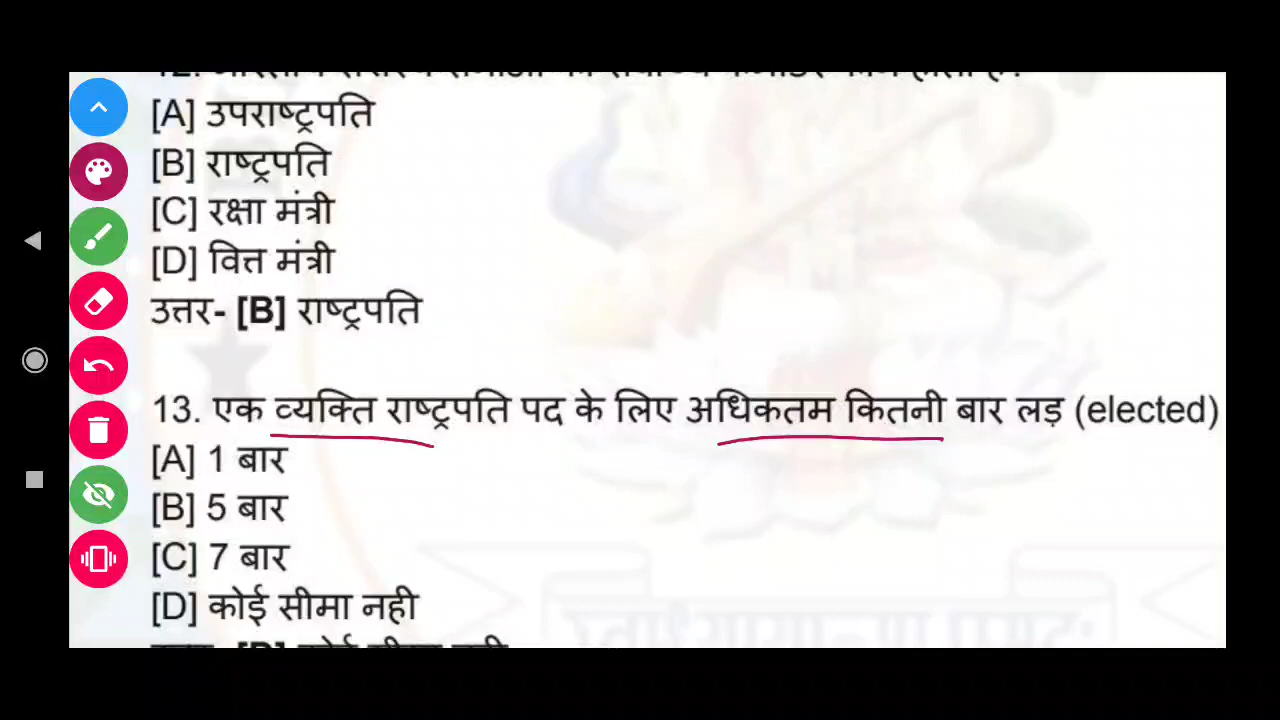 [A] उपराष्ट्रपति
[B] राष्ट्रपति
[C] रक्षा मंत्री
[D] वित्त मंत्री
उत्तर- [B] राष्ट्रपति
13. एक व्यक्ति राष्ट्रपति पद के लिए अधिकतम कितनी बार लड़ (elected)
[A] 1 बार
[B] 5 बार
[C] 7 बार
[D] कोई सीमा नही